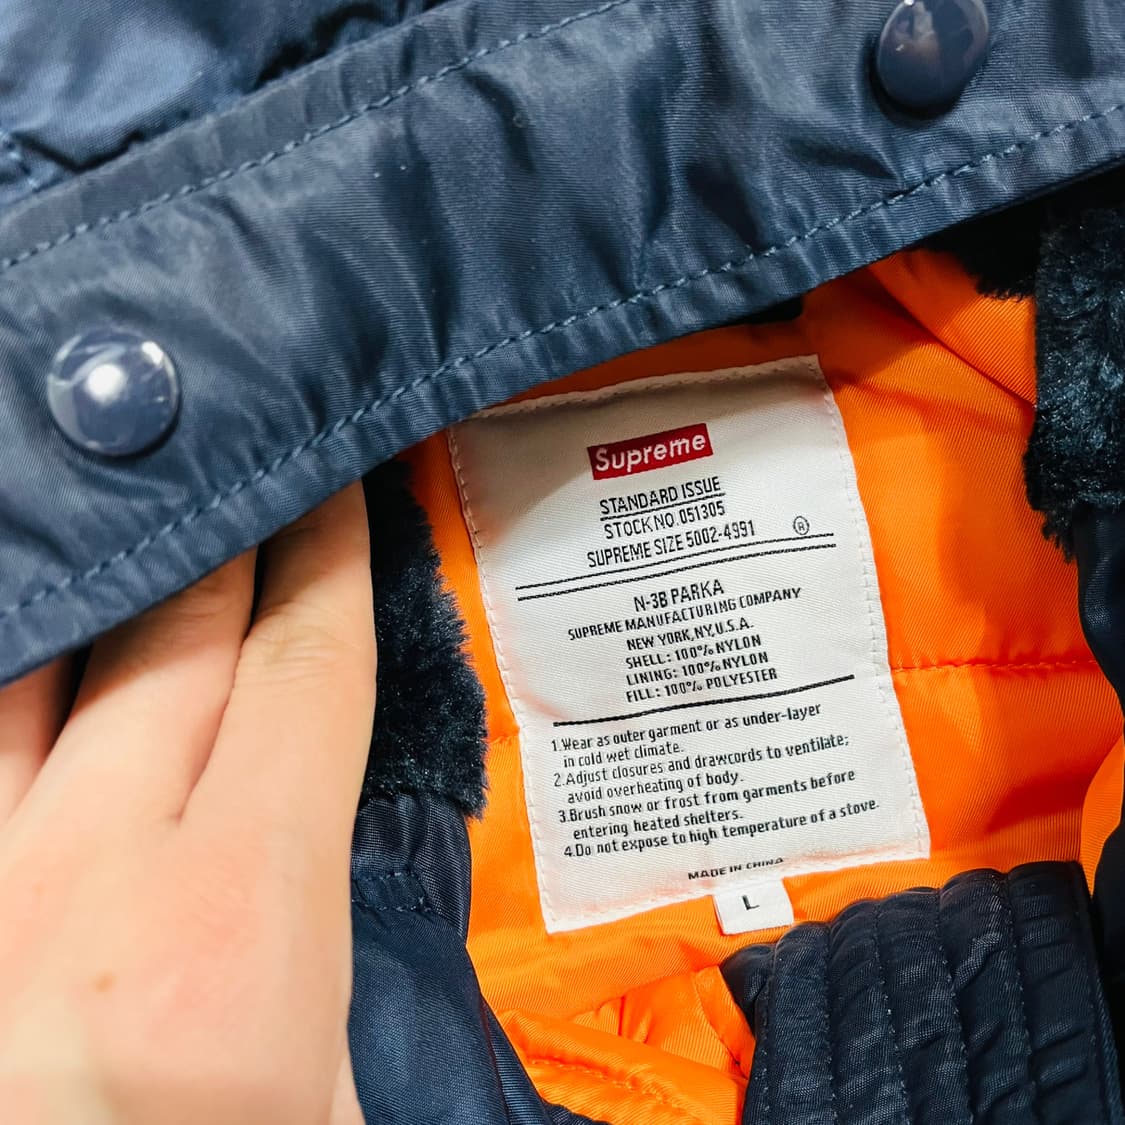 Supreme
STANDARD ISSUE
STOCK NO. 051305
SUPREME SIZE 5002-4991 ®
N-3B PARKA
SUPREME MANUFACTURING COMPANY
NEW YORK,NY,U.S.A.
SHELL: 100% NYLON
LINING: 100% NYLON
FILL: 100% POLYESTER
1.Wear as outer garment or as under-layer
in cold wet climate.
2.Adjust closures and drawcords to ventilate;
avoid overheating of body.
3.Brush snow or frost from garments before
entering heated shelters.
4.Do not expose to high temperature of a stove.
MADE IN CHINA
L